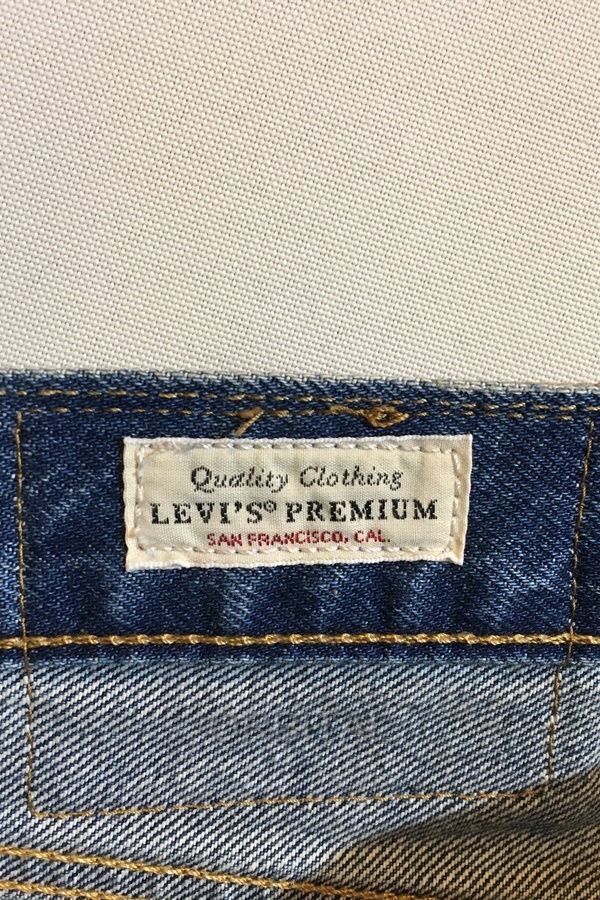 Quality Clothing
LEVI'S® PREMIUM
SAN FRANCISCO, CAL.